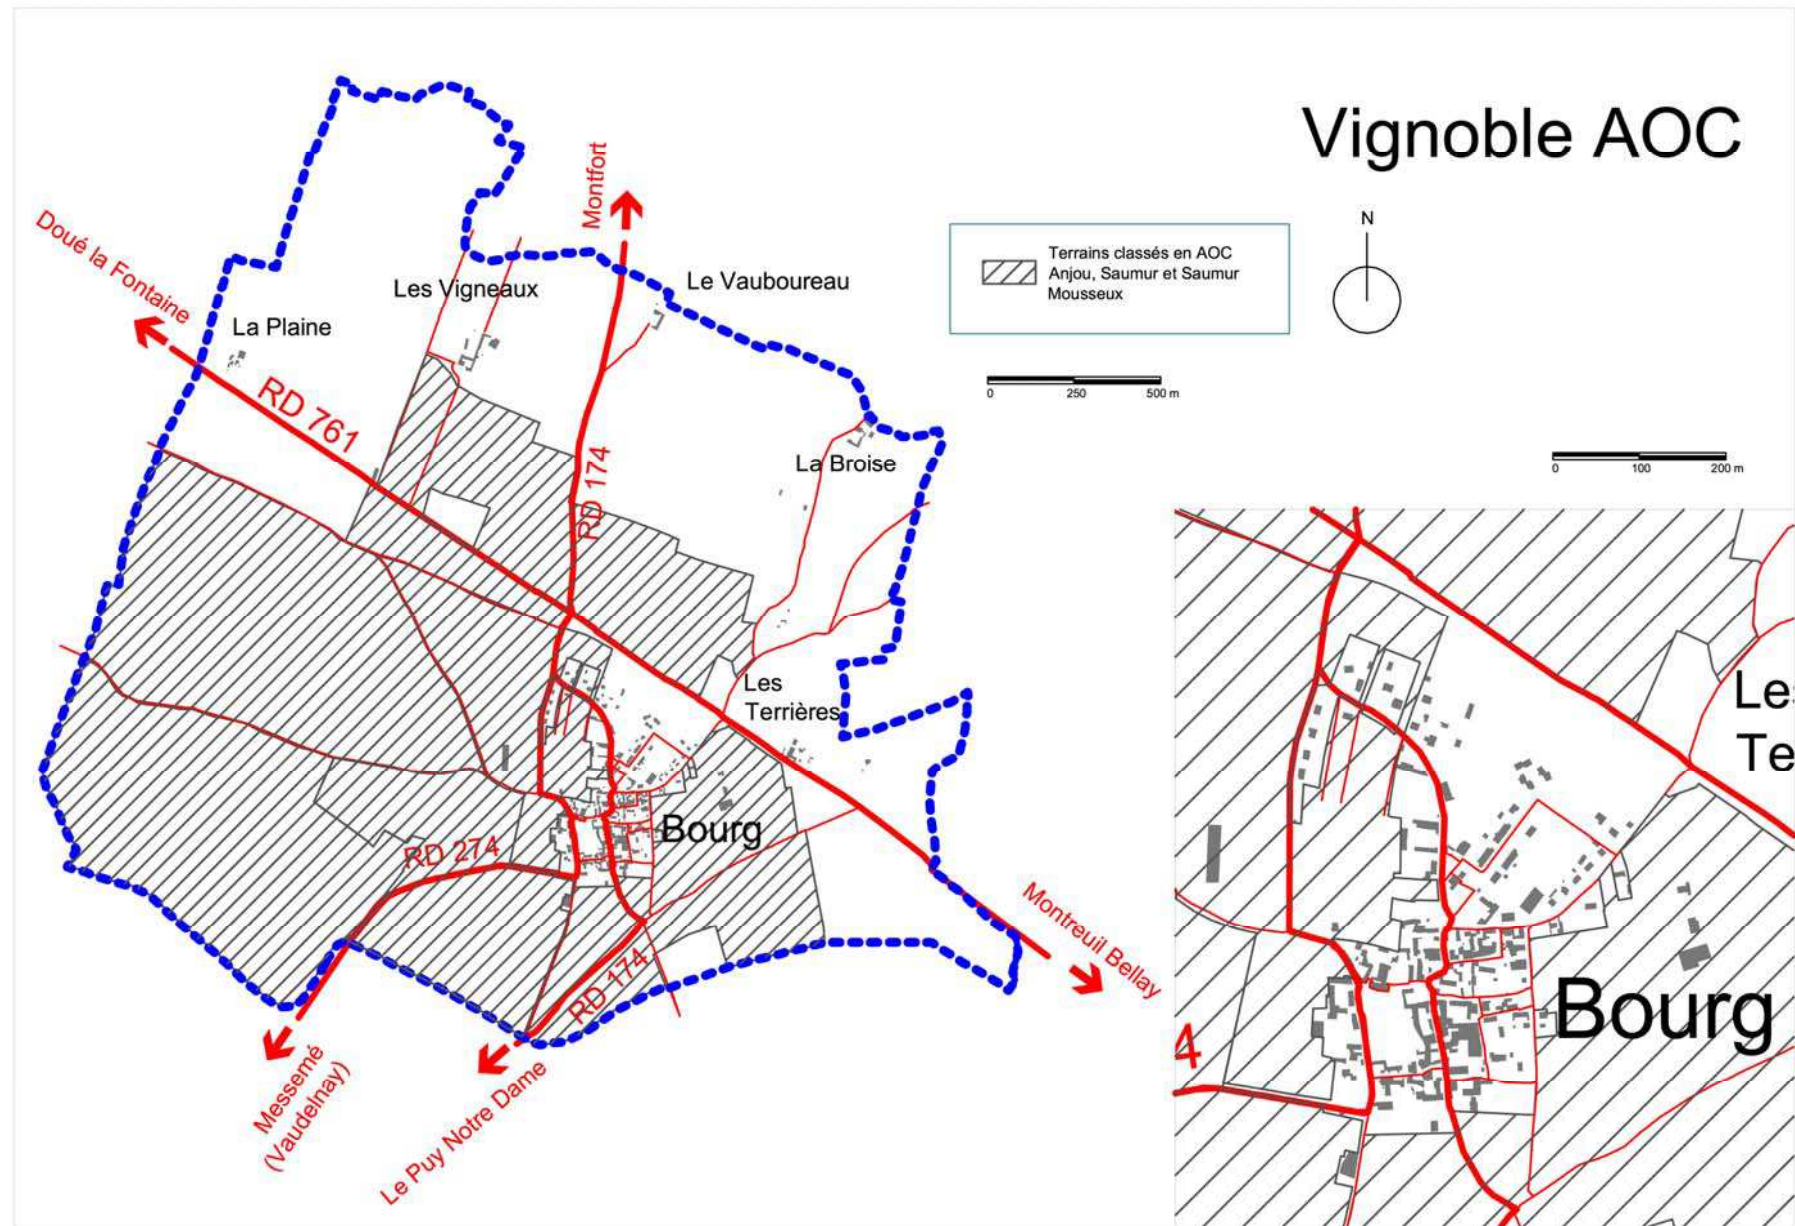 Vignoble AOC
N
Terrains classés en AOC
Anjou, Saumur et Saumur
Mousseux
0 250 500 m
0 100 200 m
Montfort
Doué la Fontaine
Les Vigneaux
Le Vauboureau
La Plaine
RD 761
RD 174
La Broise
Les
Terrières
Bourg
RD 274
RD 174
Montreuil Bellay
Messemé
(Vaudelnay)
Le Puy Notre Dame
Les
Te
Bourg
4